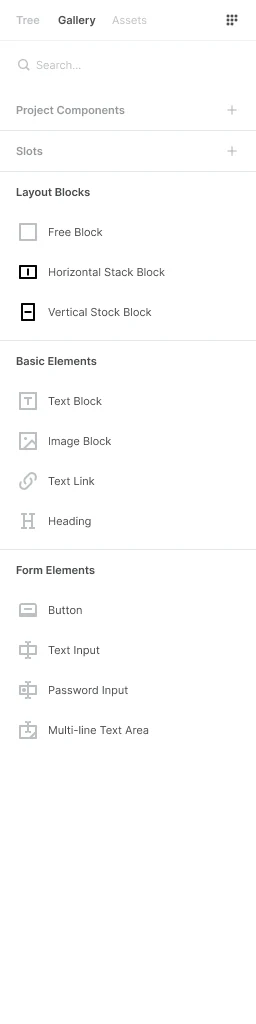 Tree Gallery Assets
Search...
Project Components
Slots
Layout Blocks
Free Block
Horizontal Stack Block
Vertical Stock Block
Basic Elements
Text Block
Image Block
Text Link
Heading
Form Elements
Button
Text Input
Password Input
Multi-line Text Area